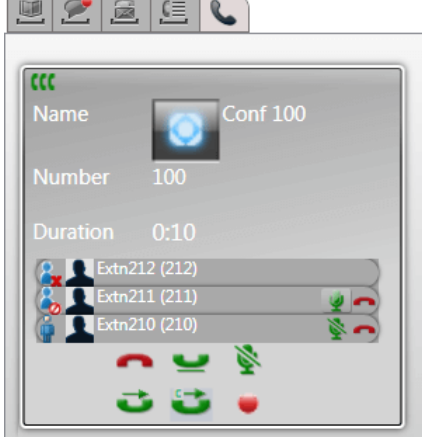 Name Conf 100
Number 100
Duration 0:10
Extn212 (212)
Extn211 (211)
Extn210 (210)